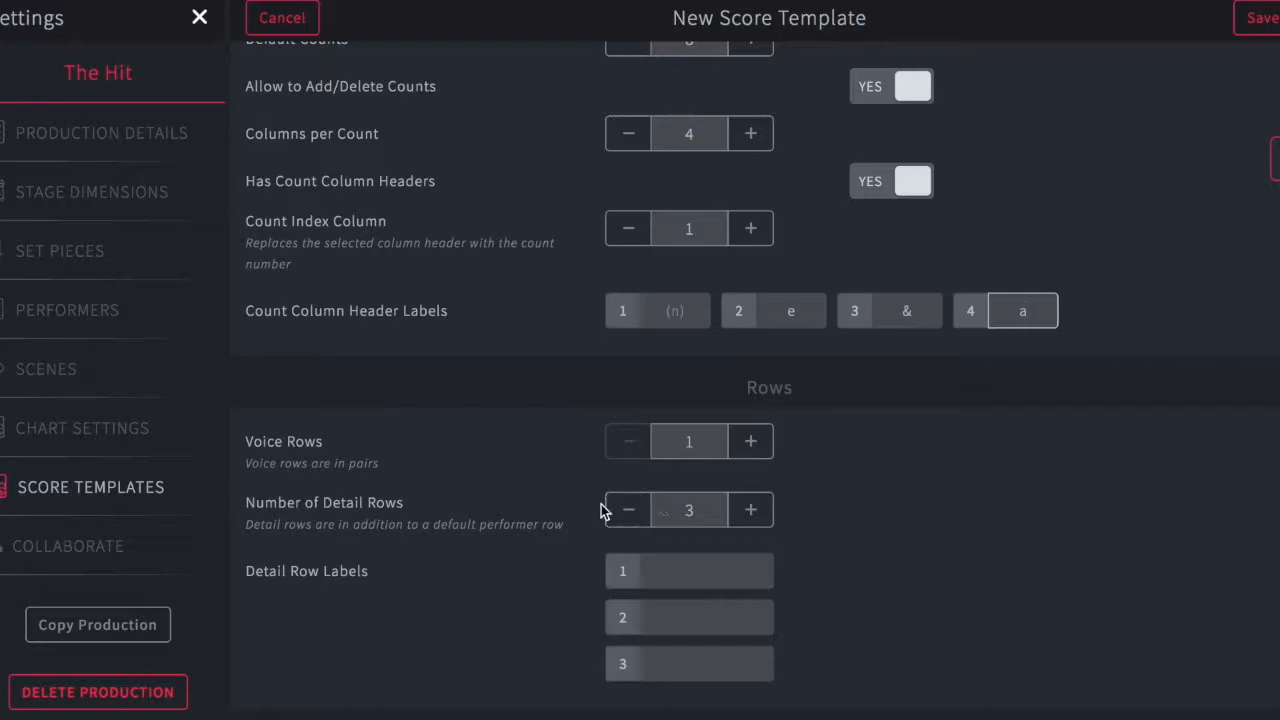 ettings
Cancel
New Score Template
Save
The Hit
Default Counts
Allow to Add/Delete Counts
YES
PRODUCTION DETAILS
Columns per Count
− 4 +
Has Count Column Headers
YES
STAGE DIMENSIONS
Count Index Column
− 1 +
Replaces the selected column header with the count
number
SET PIECES
PERFORMERS
Count Column Header Labels
1 (n) 2 e 3 & 4 a
SCENES
Rows
CHART SETTINGS
Voice Rows
− 1 +
Voice rows are in pairs
SCORE TEMPLATES
Number of Detail Rows
− 3 +
Detail rows are in addition to a default performer row
COLLABORATE
Detail Row Labels
1
2
3
Copy Production
DELETE PRODUCTION